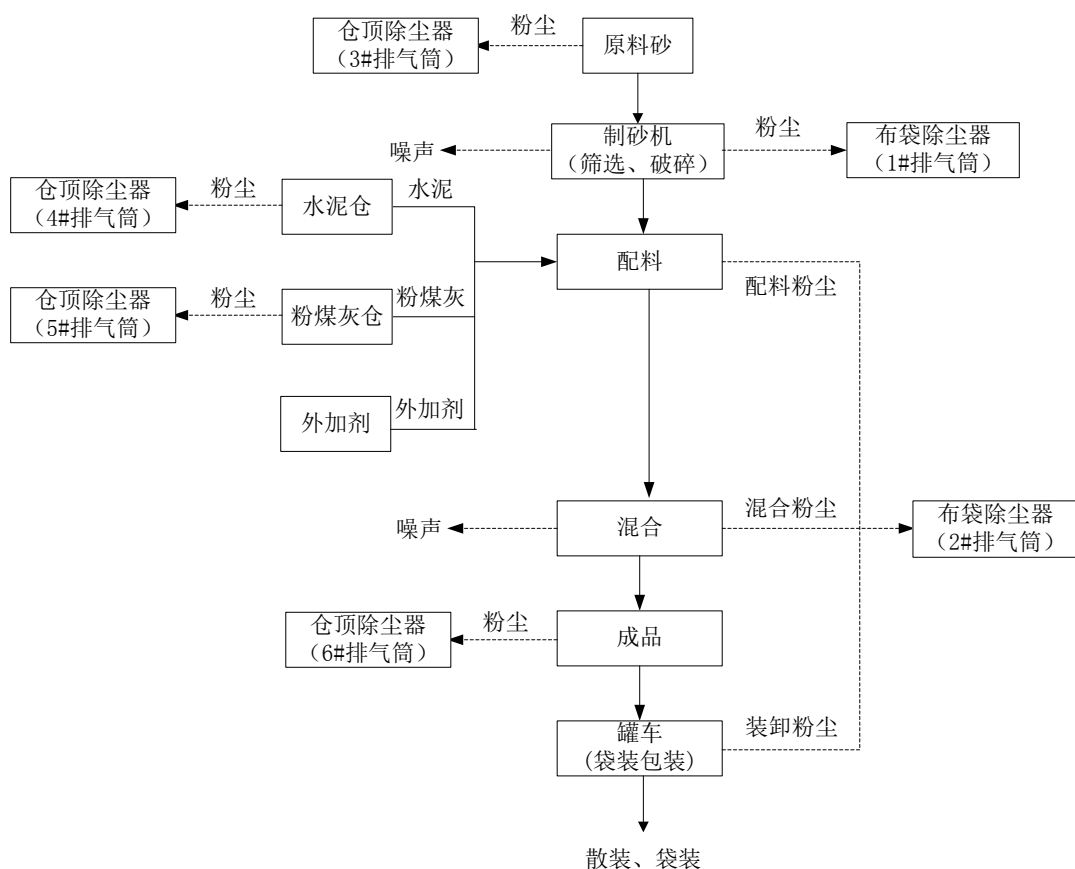 仓顶除尘器
（3#排气筒）
粉尘
原料砂
噪声
制砂机
（筛选、破碎）
粉尘
布袋除尘器
（1#排气筒）
仓顶除尘器
（4#排气筒）
粉尘
水泥仓
水泥
配料
配料粉尘
仓顶除尘器
（5#排气筒）
粉尘
粉煤灰仓
粉煤灰
外加剂
外加剂
噪声
混合
混合粉尘
布袋除尘器
（2#排气筒）
仓顶除尘器
（6#排气筒）
粉尘
成品
罐车
(袋装包装)
装卸粉尘
散装、袋装